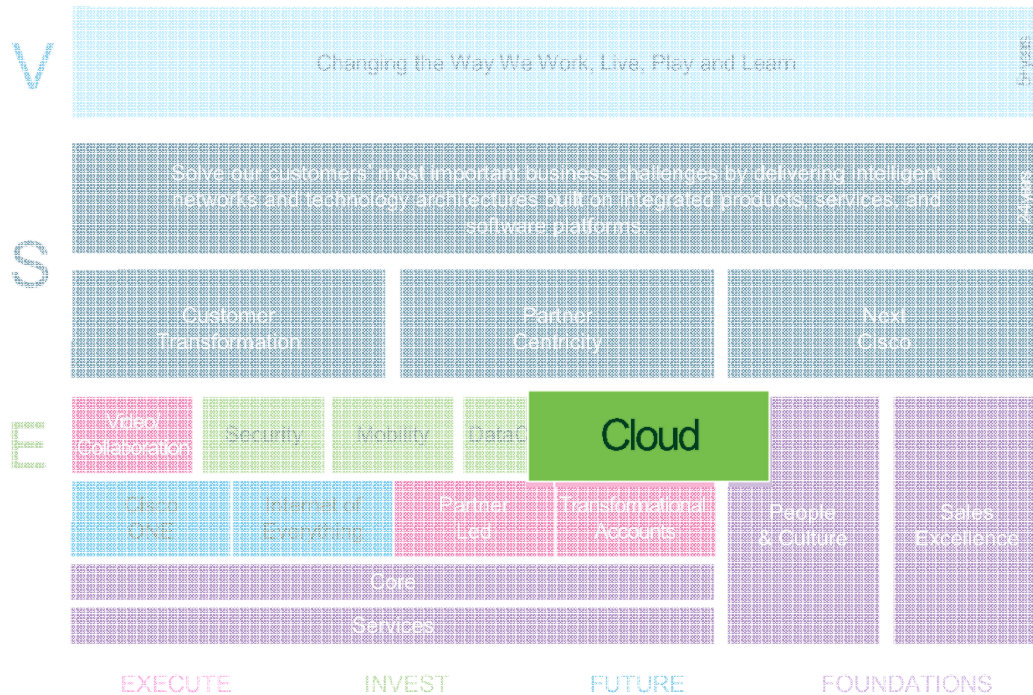 V
Changing the Way We Work, Live, Play and Learn
5+ years
S
Solve our customers' most important business challenges by delivering intelligent
networks and technology architectures built on integrated products, services, and
software platforms.
Customer
Transformation
Partner
Centricity
Next
Cisco
E
Video/
Collaboration
Security
Mobility
DataC
Cloud
Cisco
ONE
Internet of
Everything
Partner
Led
Transformational
Accounts
People
& Culture
Sales
Excellence
Core
Services
EXECUTE
INVEST
FUTURE
FOUNDATIONS